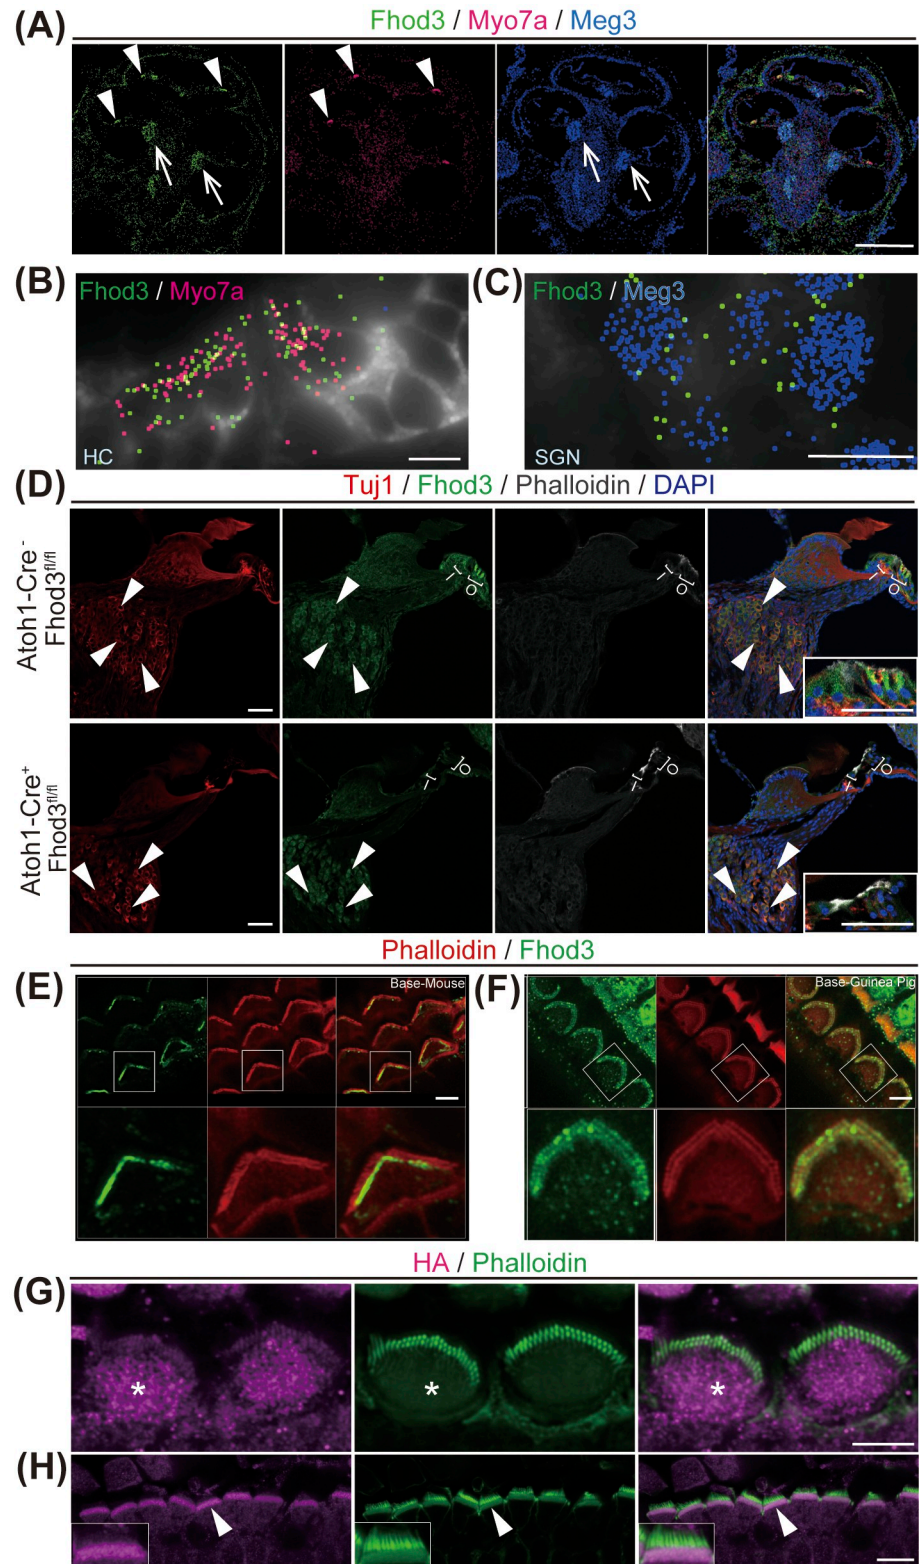 (A)
Fhod3 / Myo7a / Meg3
(B)
Fhod3 / Myo7a
HC
(C)
Fhod3 / Meg3
SGN
(D)
Tuj1 / Fhod3 / Phalloidin / DAPI
Atoh1-Cre-
Fhod3fl/fl
I
O
I
O
I
O
Atoh1-Cre+
Fhod3fl/fl
I
O
I
O
I
O
Phalloidin / Fhod3
(E)
Base-Mouse
(F)
Base-Guinea Pig
HA / Phalloidin
(G)
*
*
*
(H)